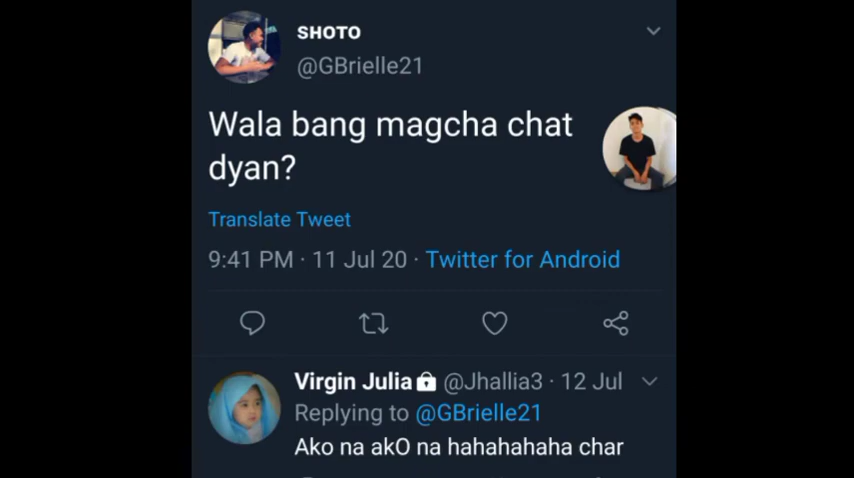 SHOTO
@GBrielle21
Wala bang magcha chat
dyan?
Translate Tweet
9:41 PM · 11 Jul 20 · Twitter for Android
Virgin Julia @Jhallia3 · 12 Jul
Replying to @GBrielle21
Ako na akO na hahahahaha char